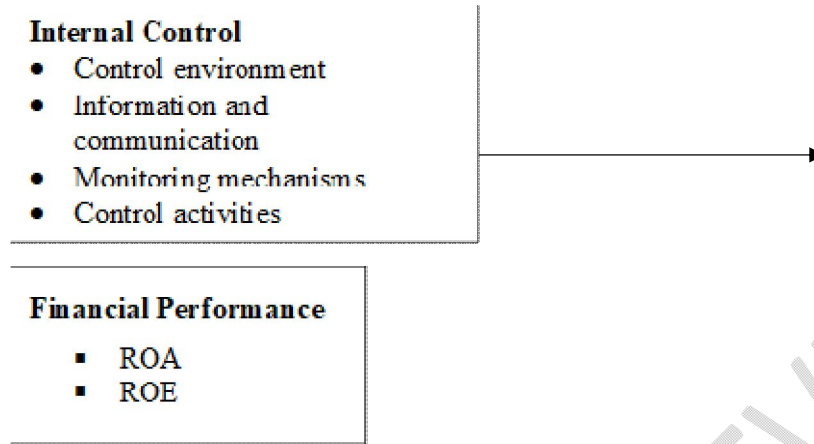 Internal Control
● Control environment
● Information and
communication
● Monitoring mechanisms
● Control activities
Financial Performance
▪ ROA
▪ ROE